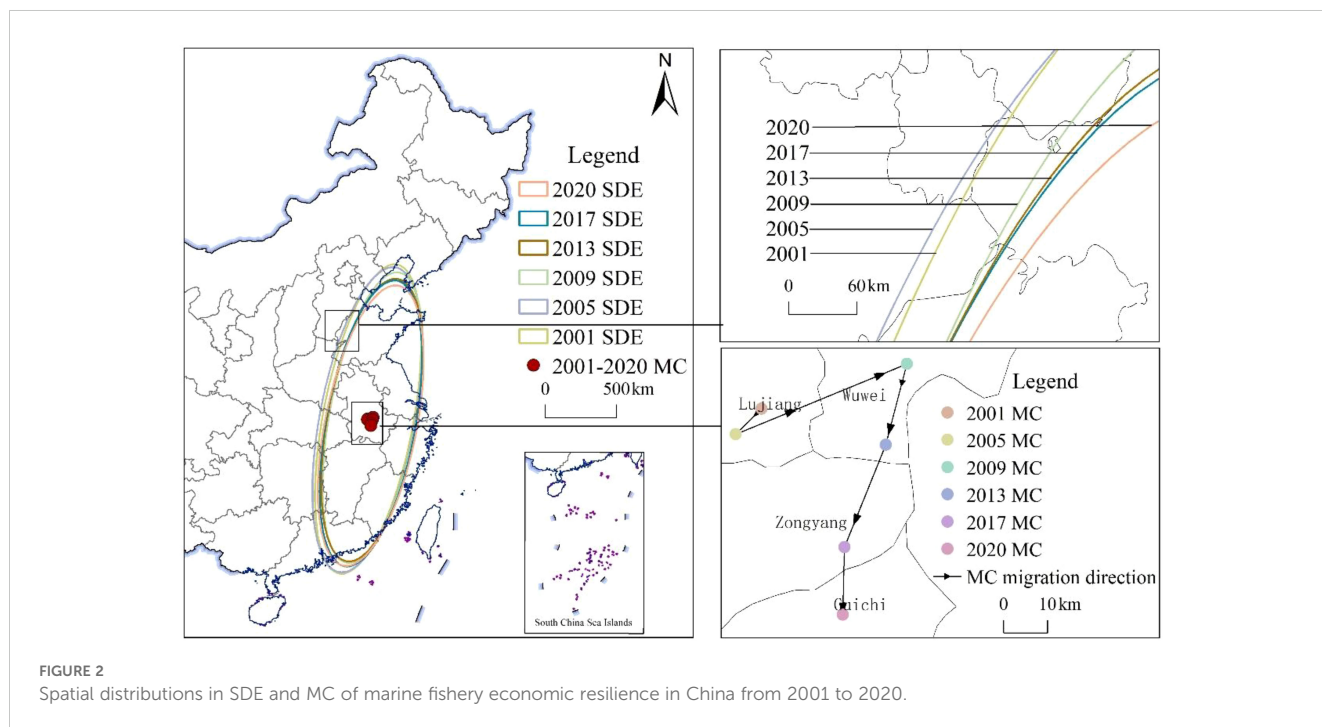 N
Legend
2020 SDE
2017 SDE
2013 SDE
2009 SDE
2005 SDE
2001 SDE
2001-2020 MC
0 500km
South China Sea Islands
2020
2017
2013
2009
2005
2001
0 60km
Lujiang
Wuwei
Zongyang
Guichi
Legend
2001 MC
2005 MC
2009 MC
2013 MC
2017 MC
2020 MC
MC migration direction
0 10km
FIGURE 2
Spatial distributions in SDE and MC of marine fishery economic resilience in China from 2001 to 2020.